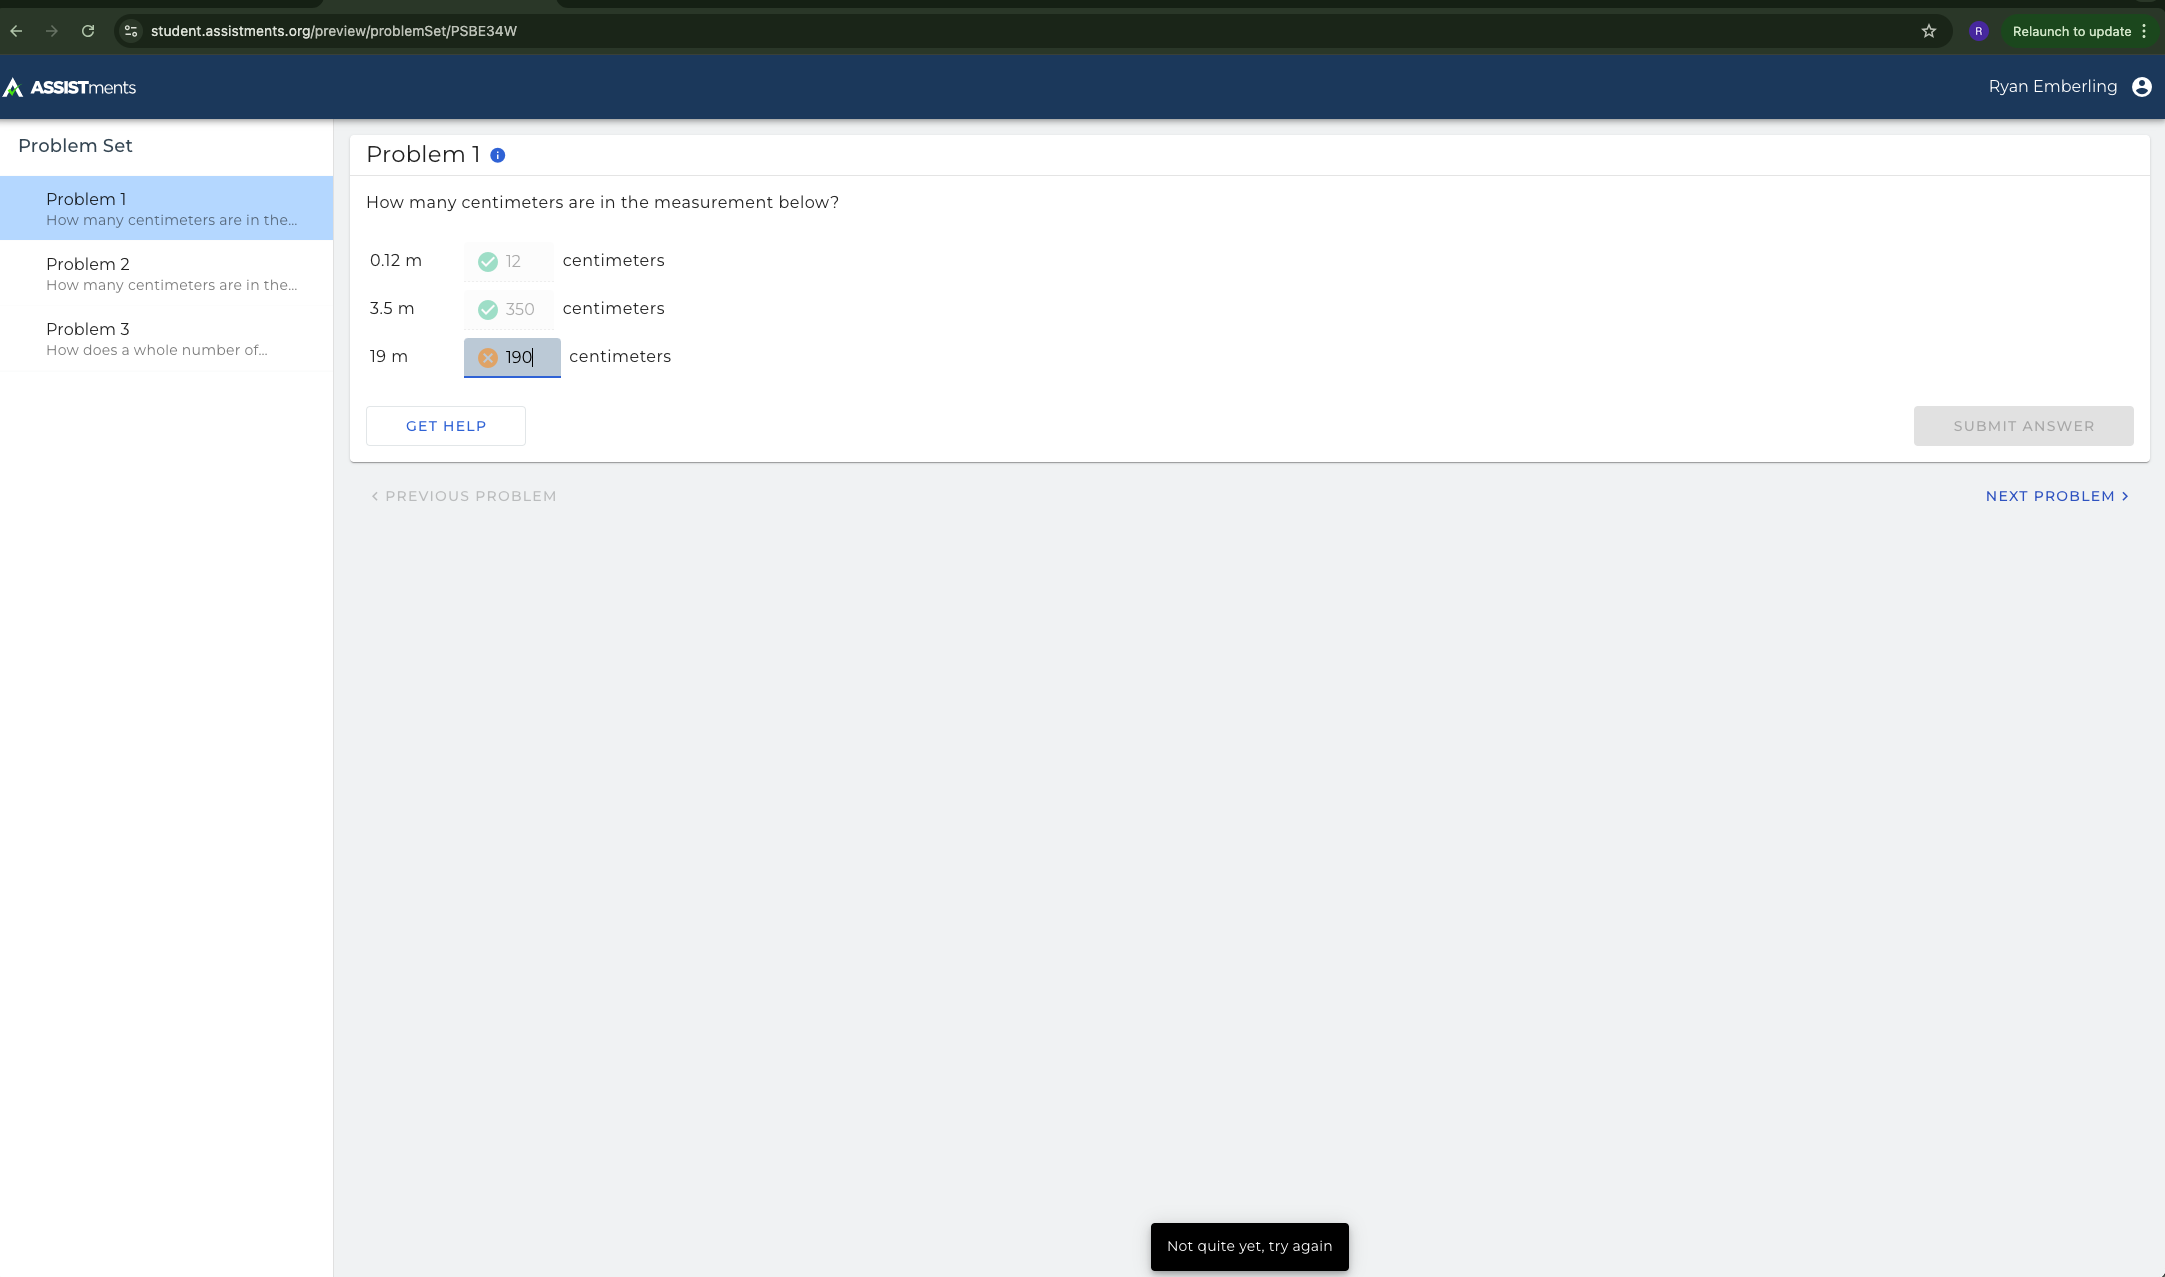 student.assistments.org/preview/problemSet/PSBE34W
R
Relaunch to update
ASSISTments
Ryan Emberling
Problem Set
Problem 1
How many centimeters are in the...
Problem 2
How many centimeters are in the...
Problem 3
How does a whole number of...
Problem 1
How many centimeters are in the measurement below?
0.12 m 12 centimeters
3.5 m 350 centimeters
19 m 190 centimeters
GET HELP
SUBMIT ANSWER
< PREVIOUS PROBLEM
NEXT PROBLEM >
Not quite yet, try again